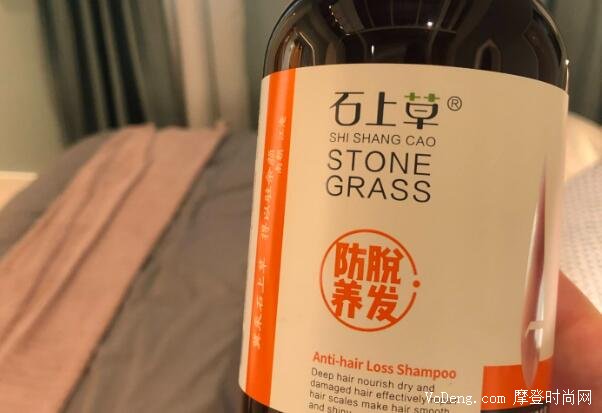 石上草®
SHI SHANG CAO
STONE
GRASS
防脱
养发
Anti-hair Loss Shampoo
Deep hair nourish dry and
damaged hair effectively
hair scales make hair smooth
and shiny
YoDeng.com 摩登时尚网